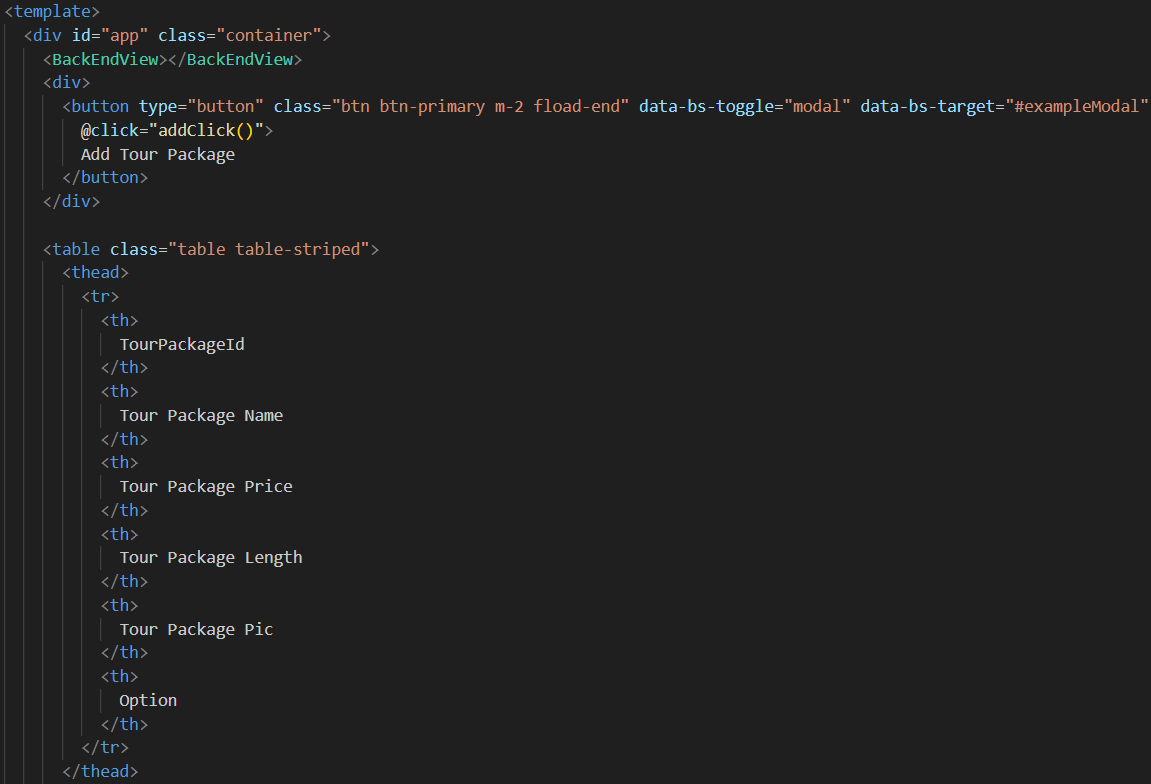 <template>
<div id="app" class="container">
<BackEndView></BackEndView>
<div>
<button type="button" class="btn btn-primary m-2 fload-end" data-bs-toggle="modal" data-bs-target="#exampleModal"
@click="addClick()">
Add Tour Package
</button>
</div>
<table class="table table-striped">
<thead>
<tr>
<th>
TourPackageId
</th>
<th>
Tour Package Name
</th>
<th>
Tour Package Price
</th>
<th>
Tour Package Length
</th>
<th>
Tour Package Pic
</th>
<th>
Option
</th>
</tr>
</thead>